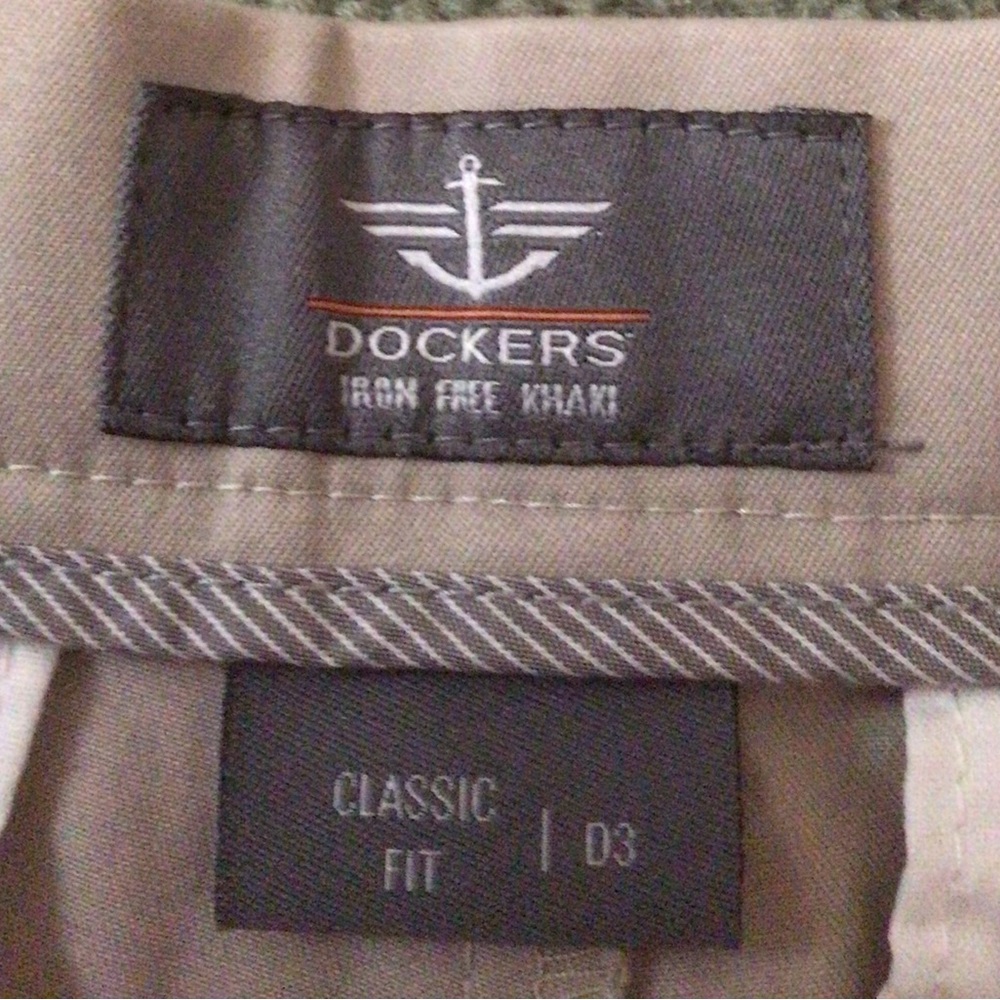 DOCKERS
IRON FREE KHAKI
CLASSIC
FIT | D3